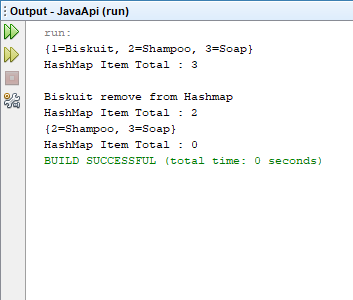 Output - JavaApi (run)
run:
{1=Biskuit, 2=Shampoo, 3=Soap}
HashMap Item Total : 3
Biskuit remove from Hashmap
HashMap Item Total : 2
{2=Shampoo, 3=Soap}
HashMap Item Total : 0
BUILD SUCCESSFUL (total time: 0 seconds)